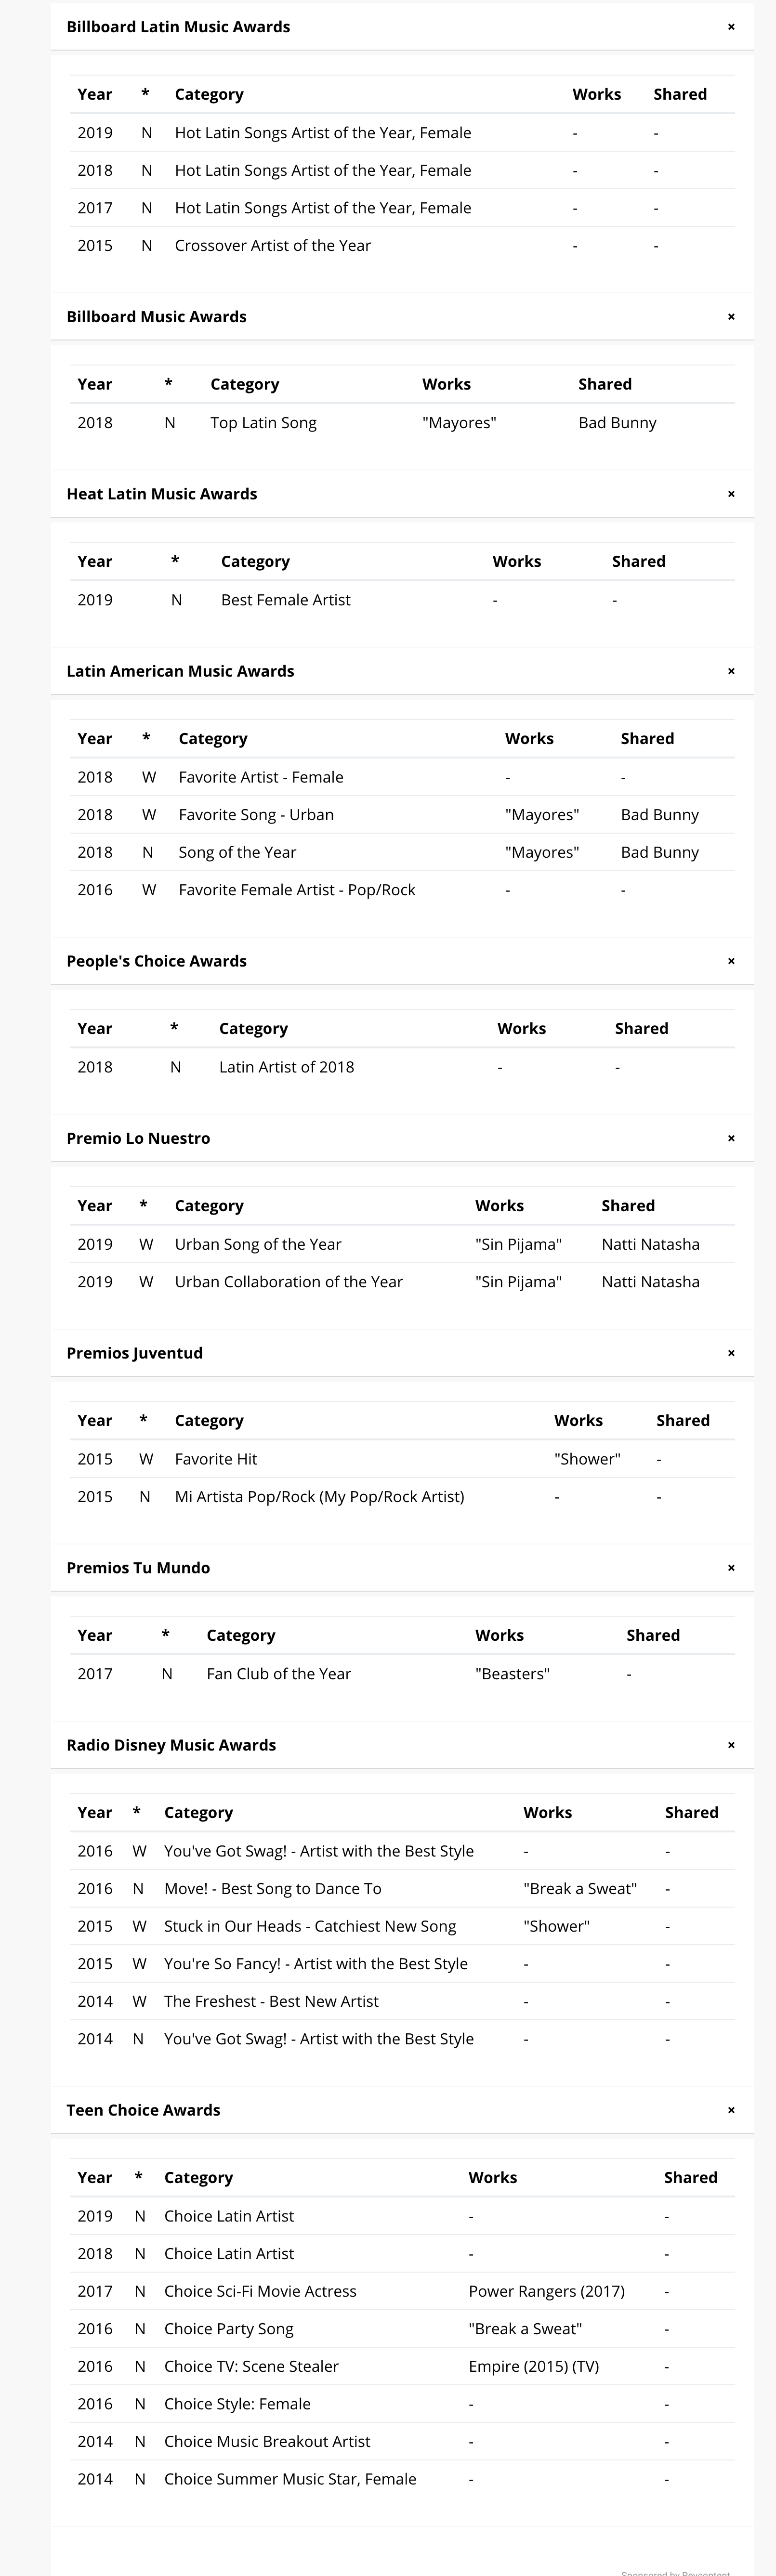 Billboard Latin Music Awards ×
Year * Category Works Shared
2019 N Hot Latin Songs Artist of the Year, Female - -
2018 N Hot Latin Songs Artist of the Year, Female - -
2017 N Hot Latin Songs Artist of the Year, Female - -
2015 N Crossover Artist of the Year - -
Billboard Music Awards ×
Year * Category Works Shared
2018 N Top Latin Song "Mayores" Bad Bunny
Heat Latin Music Awards ×
Year * Category Works Shared
2019 N Best Female Artist - -
Latin American Music Awards ×
Year * Category Works Shared
2018 W Favorite Artist - Female - -
2018 W Favorite Song - Urban "Mayores" Bad Bunny
2018 N Song of the Year "Mayores" Bad Bunny
2016 W Favorite Female Artist - Pop/Rock - -
People's Choice Awards ×
Year * Category Works Shared
2018 N Latin Artist of 2018 - -
Premio Lo Nuestro ×
Year * Category Works Shared
2019 W Urban Song of the Year "Sin Pijama" Natti Natasha
2019 W Urban Collaboration of the Year "Sin Pijama" Natti Natasha
Premios Juventud ×
Year * Category Works Shared
2015 W Favorite Hit "Shower" -
2015 N Mi Artista Pop/Rock (My Pop/Rock Artist) - -
Premios Tu Mundo ×
Year * Category Works Shared
2017 N Fan Club of the Year "Beasters" -
Radio Disney Music Awards ×
Year * Category Works Shared
2016 W You've Got Swag! - Artist with the Best Style - -
2016 N Move! - Best Song to Dance To "Break a Sweat" -
2015 W Stuck in Our Heads - Catchiest New Song "Shower" -
2015 W You're So Fancy! - Artist with the Best Style - -
2014 W The Freshest - Best New Artist - -
2014 N You've Got Swag! - Artist with the Best Style - -
Teen Choice Awards ×
Year * Category Works Shared
2019 N Choice Latin Artist - -
2018 N Choice Latin Artist - -
2017 N Choice Sci-Fi Movie Actress Power Rangers (2017) -
2016 N Choice Party Song "Break a Sweat" -
2016 N Choice TV: Scene Stealer Empire (2015) (TV) -
2016 N Choice Style: Female - -
2014 N Choice Music Breakout Artist - -
2014 N Choice Summer Music Star, Female - -
Sponsored by